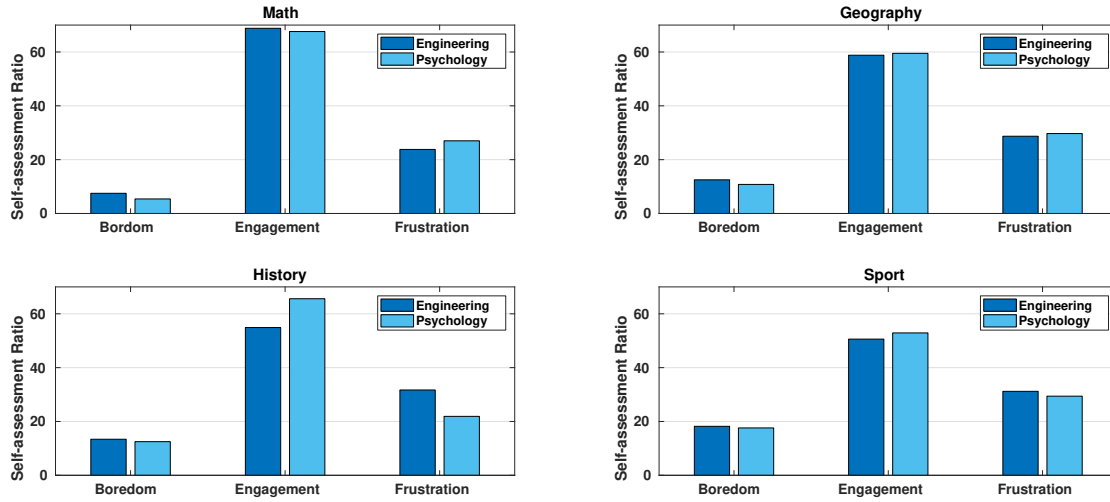 Math
Self-assessment Ratio
60
40
20
0
Engineering
Psychology
Bordom Engagement Frustration
Geography
Self-assessment Ratio
60
40
20
0
Engineering
Psychology
Boredom Engagement Frustration
History
Self-assessment Ratio
60
40
20
0
Engineering
Psychology
Boredom Engagement Frustration
Sport
Self-assessment Ratio
60
40
20
0
Engineering
Psychology
Boredom Engagement Frustration